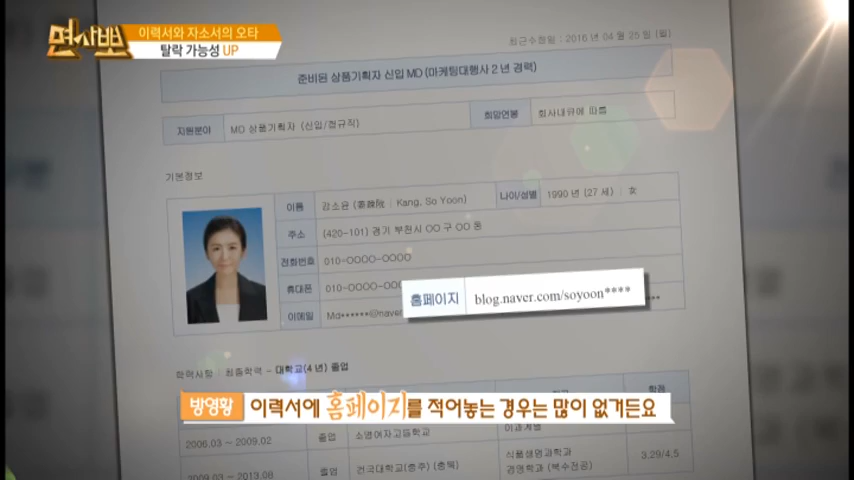 면사뽀
이력서와 자소서의 오타
탈락 가능성 UP
최근수정일 : 2016 년 04 월 25 일 (월)
준비된 상품기획자 신입 MD (마케팅대행사 2 년 경력)
지원분야 MD 상품기획자 (신입/정규직) 희망연봉 회사내규에 따름
기본정보
이름 강소윤 ( Kang, So Yoon) 나이/성별 1990 년 (27 세) : 女
주소 (420-101) 경기 부천시 OO 구 OO 동
전화번호 010-OOOO-OOOO
휴대폰 010-OOOO-OOO
홈페이지 blog.naver.com/soyoon****
이메일 Md******@naver
학력사항 : 최종학력 - 대학교(4 년) 졸업
학점
방영황 이력서에 홈페이지를 적어놓는 경우는 많이 없거든요
2006.03 ~ 2009.02 졸업 소명여자고등학교 이과계열
2009.03 ~ 2013.08 졸업 건국대학교(충주) (충북) 식품생명과학과 3.29/4.5
경영학과 (복수전공)